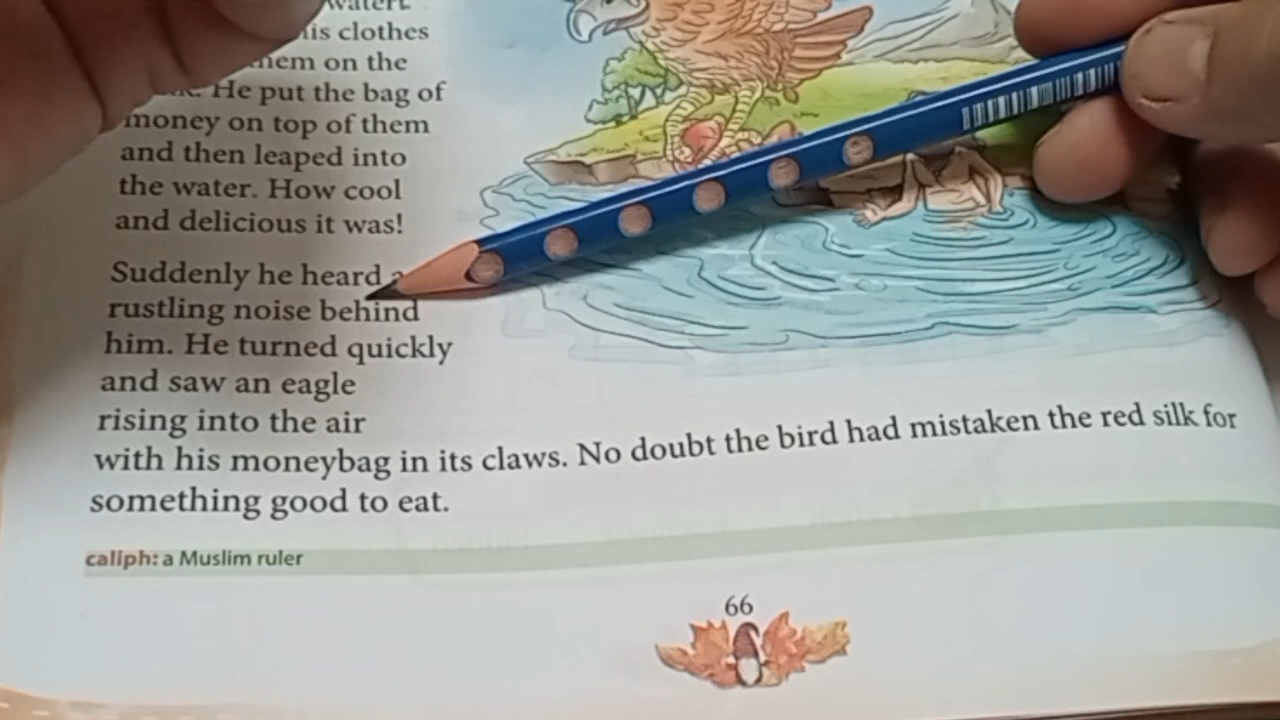 his clothes
them on the
He put the bag of
money on top of them
and then leaped into
the water. How cool
and delicious it was!
Suddenly he heard a
rustling noise behind
him. He turned quickly
and saw an eagle
rising into the air
with his moneybag in its claws. No doubt the bird had mistaken the red silk for
something good to eat.
caliph: a Muslim ruler
66